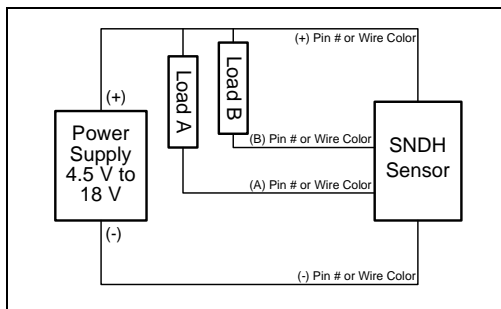 (+) Pin # or Wire Color
Load A
Load B
(+)
Power
Supply
4.5 V to
18 V
(-)
(B) Pin # or Wire Color
(A) Pin # or Wire Color
SNDH
Sensor
(-) Pin # or Wire Color